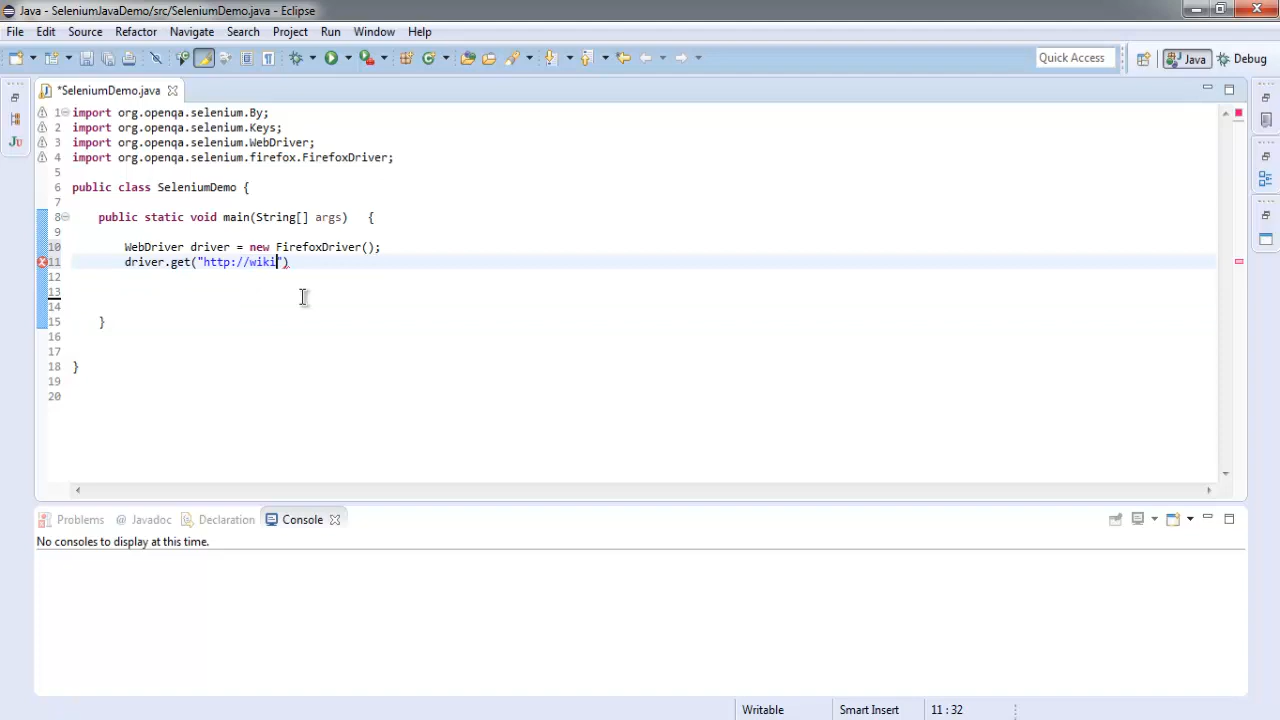 Java - SeleniumJavaDemo/src/SeleniumDemo.java - Eclipse
File Edit Source Refactor Navigate Search Project Run Window Help
Quick Access Java Debug
*SeleniumDemo.java
1 import org.openqa.selenium.By;
2 import org.openqa.selenium.Keys;
3 import org.openqa.selenium.WebDriver;
4 import org.openqa.selenium.firefox.FirefoxDriver;
5
6 public class SeleniumDemo {
7
8 public static void main(String[] args) {
9
10 WebDriver driver = new FirefoxDriver();
11 driver.get("http://wiki")
12
13
14
15 }
16
17
18 }
19
20
Problems @ Javadoc Declaration Console
No consoles to display at this time.
Writable Smart Insert 11 : 32